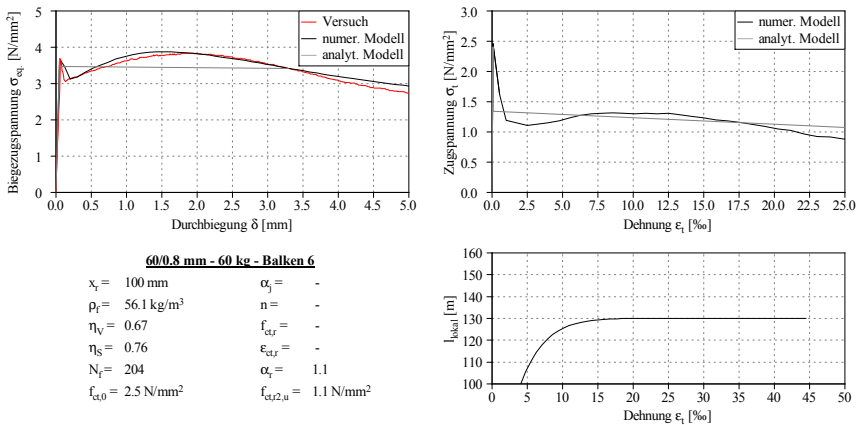 Biegezugspannung σeq. [N/mm²]
5
4
3
2
1
0
Versuch
numer. Modell
analyt. Modell
0.0 0.5 1.0 1.5 2.0 2.5 3.0 3.5 4.0 4.5 5.0
Durchbiegung δ [mm]
Zugspannung σt [N/mm²]
3.0
2.5
2.0
1.5
1.0
0.5
0.0
numer. Modell
analyt. Modell
0.0 2.5 5.0 7.5 10.0 12.5 15.0 17.5 20.0 22.5 25.0
Dehnung εt [‰]
60/0.8 mm - 60 kg - Balken 6
xr = 100 mm αj = -
ρf = 56.1 kg/m³ n = -
ηV = 0.67 fct,r = -
ηS = 0.76 εct,r = -
Nf = 204 αr = 1.1
fct,0 = 2.5 N/mm² fct,r2,u = 1.1 N/mm²
llokal [m]
160
150
140
130
120
110
100
0 5 10 15 20 25 30 35 40 45 50
Dehnung εt [‰]